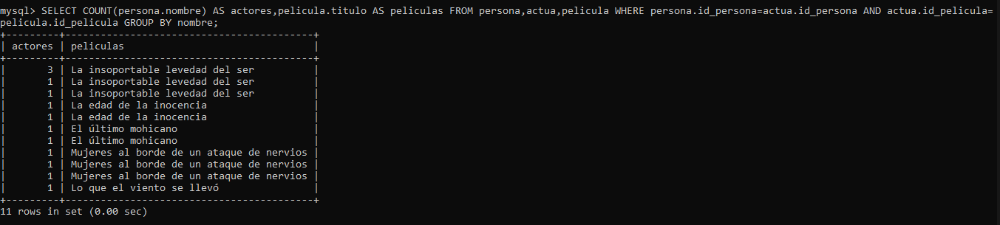 mysql> SELECT COUNT(persona.nombre) AS actores,pelicula.titulo AS peliculas FROM persona,actua,pelicula WHERE persona.id_persona=actua.id_persona AND actua.id_pelicula=
pelicula.id_pelicula GROUP BY nombre;
+---------+------------------------------------------+
| actores | peliculas                                |
+---------+------------------------------------------+
|       3 | La insoportable levedad del ser          |
|       1 | La insoportable levedad del ser          |
|       1 | La insoportable levedad del ser          |
|       1 | La edad de la inocencia                  |
|       1 | La edad de la inocencia                  |
|       1 | El último mohicano                       |
|       1 | El último mohicano                       |
|       1 | Mujeres al borde de un ataque de nervios |
|       1 | Mujeres al borde de un ataque de nervios |
|       1 | Mujeres al borde de un ataque de nervios |
|       1 | Lo que el viento se llevó                |
+---------+------------------------------------------+
11 rows in set (0.00 sec)